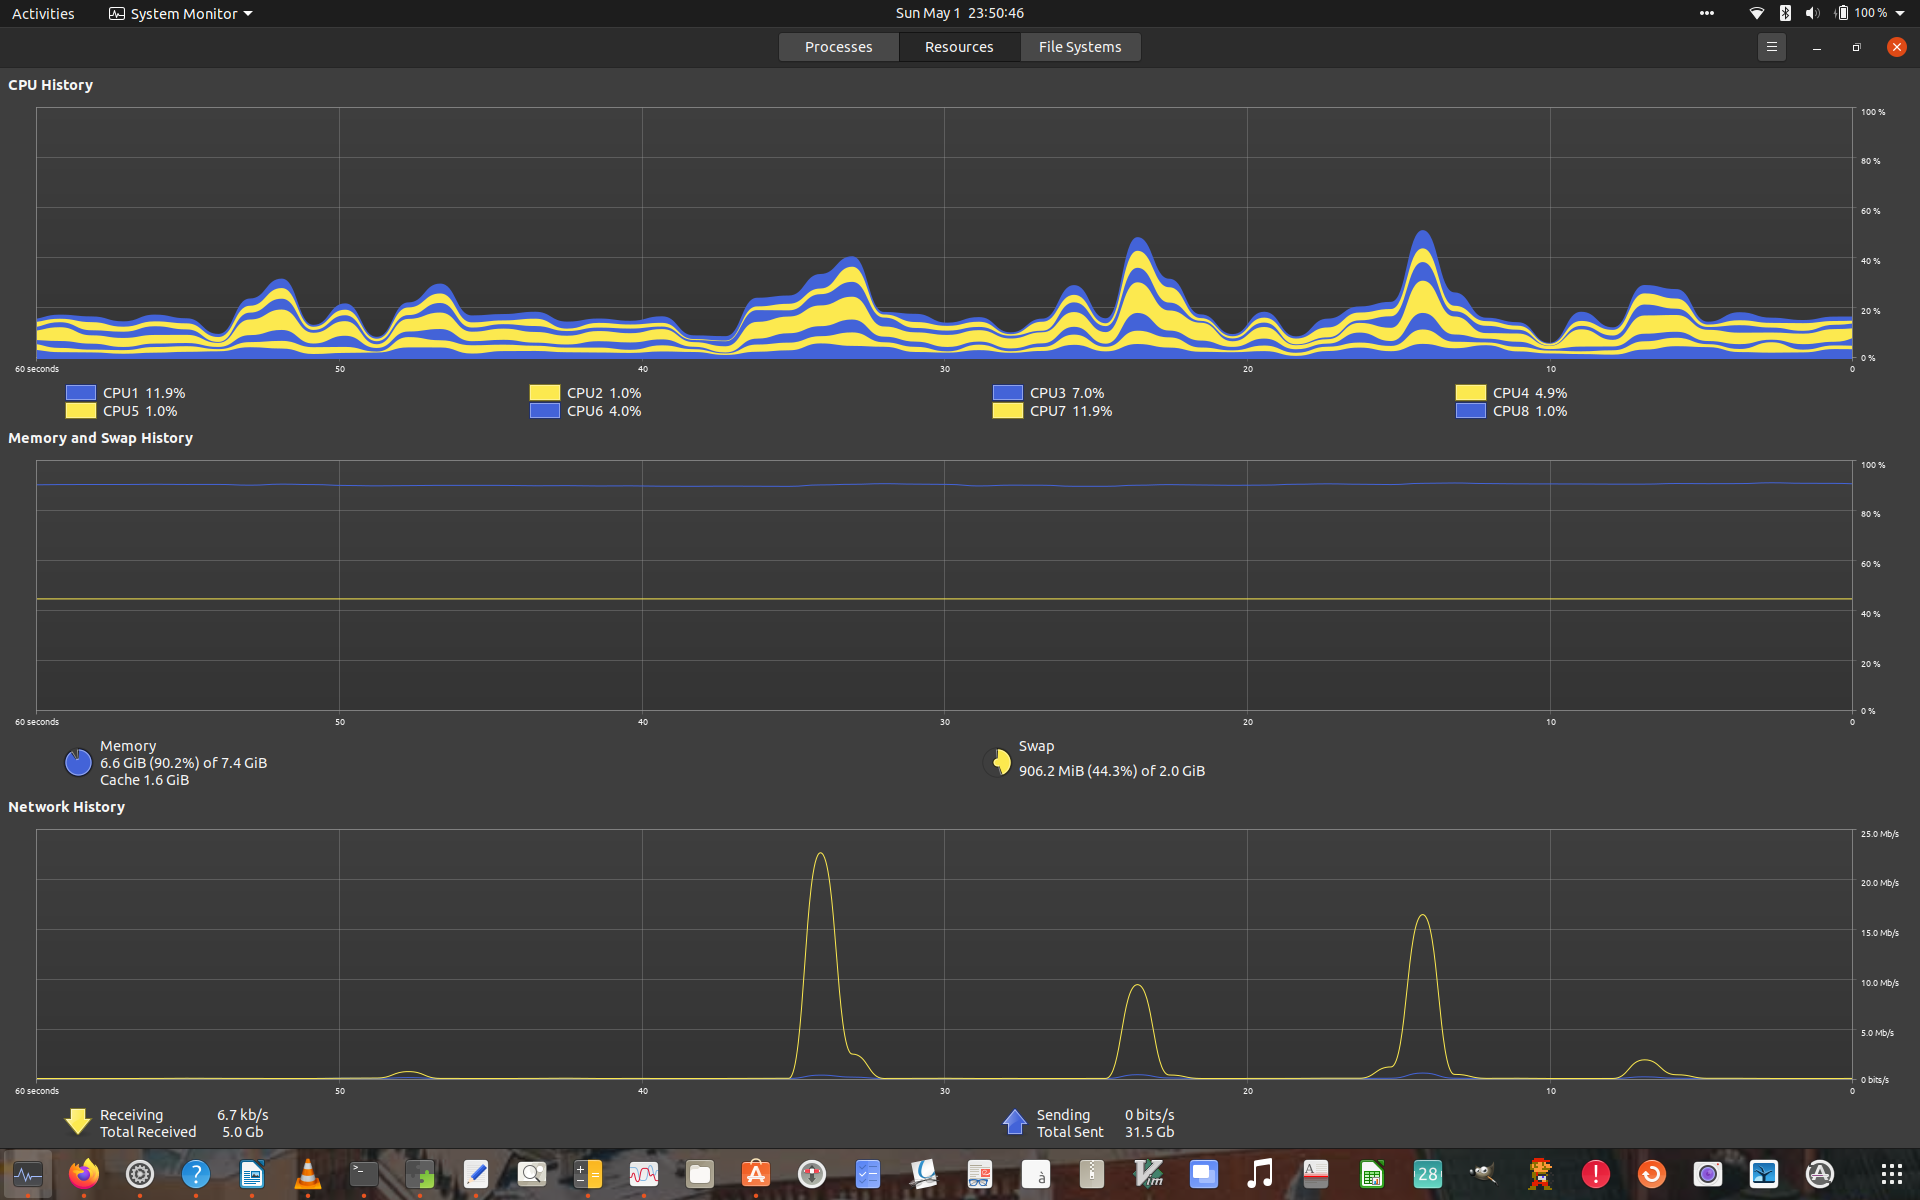 Activities System Monitor Sun May 1 23:50:46 100 %
Processes Resources File Systems
CPU History
100 %
80 %
60 %
40 %
20 %
0 %
60 seconds 50 40 30 20 10 0
CPU1 11.9% CPU2 1.0% CPU3 7.0% CPU4 4.9%
CPU5 1.0% CPU6 4.0% CPU7 11.9% CPU8 1.0%
Memory and Swap History
100 %
80 %
60 %
40 %
20 %
0 %
60 seconds 50 40 30 20 10 0
Memory Swap
6.6 GiB (90.2%) of 7.4 GiB 906.2 MiB (44.3%) of 2.0 GiB
Cache 1.6 GiB
Network History
25.0 Mb/s
20.0 Mb/s
15.0 Mb/s
10.0 Mb/s
5.0 Mb/s
0 bits/s
60 seconds 50 40 30 20 10 0
Receiving 6.7 kb/s Sending 0 bits/s
Total Received 5.0 Gb Total Sent 31.5 Gb
? >_ A à Vim A 28 ! A